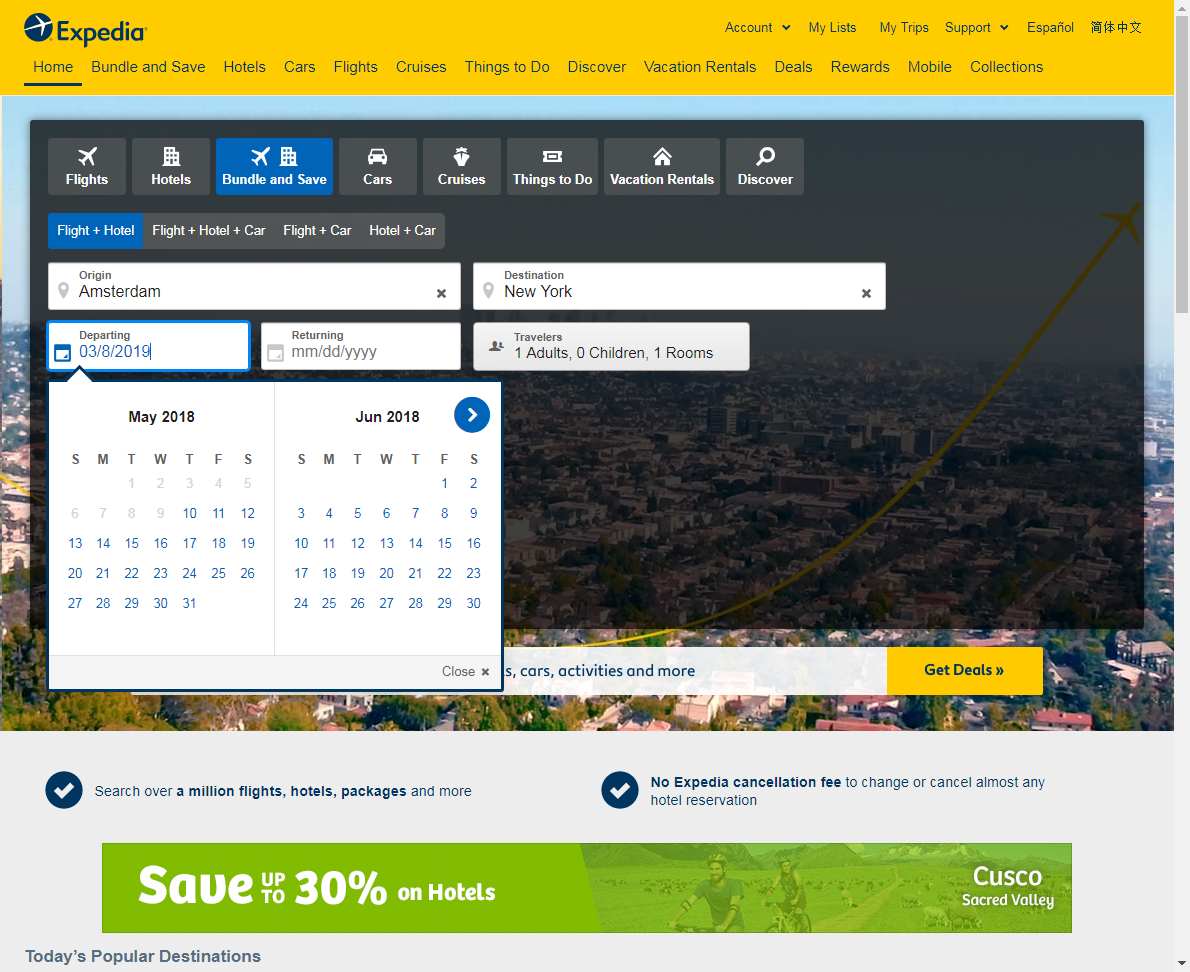 Expedia
Account My Lists My Trips Support Español 简体中文
Home Bundle and Save Hotels Cars Flights Cruises Things to Do Discover Vacation Rentals Deals Rewards Mobile Collections
Flights Hotels Bundle and Save Cars Cruises Things to Do Vacation Rentals Discover
Flight + Hotel Flight + Hotel + Car Flight + Car Hotel + Car
Origin
Amsterdam
Destination
New York
Departing
03/8/2019
Returning
mm/dd/yyyy
Travelers
1 Adults, 0 Children, 1 Rooms
May 2018
S M T W T F S
1 2 3 4 5
6 7 8 9 10 11 12
13 14 15 16 17 18 19
20 21 22 23 24 25 26
27 28 29 30 31
Jun 2018
S M T W T F S
1 2
3 4 5 6 7 8 9
10 11 12 13 14 15 16
17 18 19 20 21 22 23
24 25 26 27 28 29 30
Close
s, cars, activities and more
Get Deals »
Search over a million flights, hotels, packages and more
No Expedia cancellation fee to change or cancel almost any
hotel reservation
Save UP TO 30% on Hotels
Cusco
Sacred Valley
Today's Popular Destinations